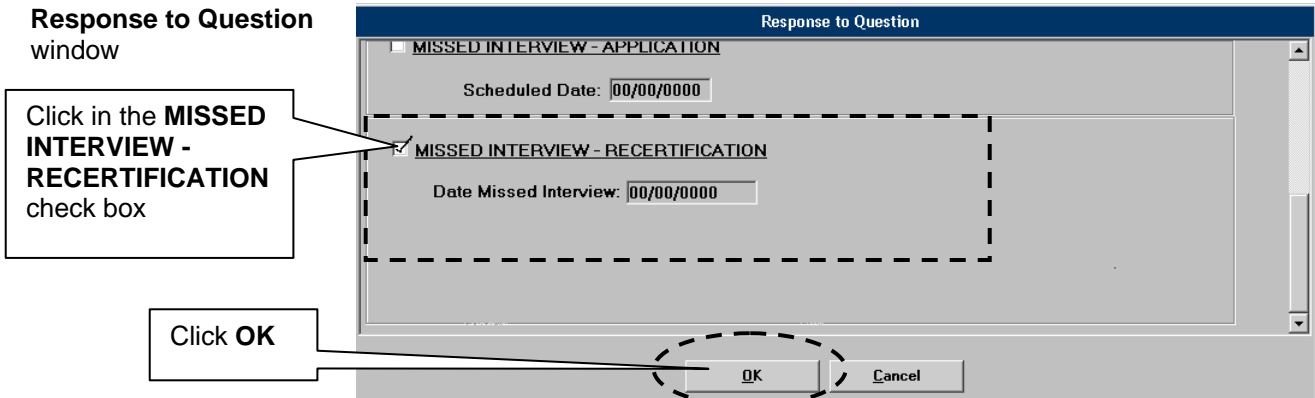 Response to Question
window
Response to Question
MISSED INTERVIEW - APPLICATION
Scheduled Date: 00/00/0000
Click in the MISSED
INTERVIEW -
RECERTIFICATION
check box
MISSED INTERVIEW - RECERTIFICATION
Date Missed Interview: 00/00/0000
Click OK
OK
Cancel